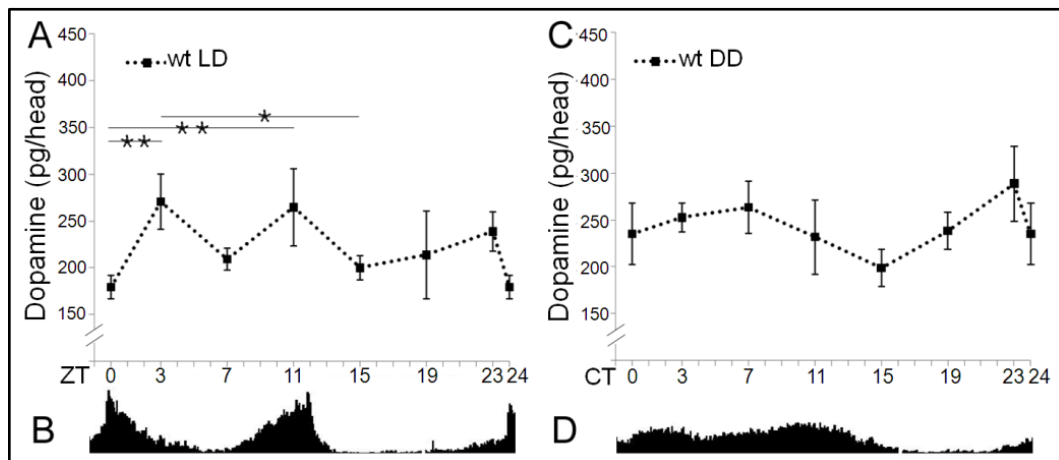 A
450
wt LD
400
350
300
250
200
150
Dopamine (pg/head)
* *
* *
*
ZT 0 3 7 11 15 19 23 24
B
C
450
wt DD
400
350
300
250
200
150
Dopamine (pg/head)
CT 0 3 7 11 15 19 23 24
D